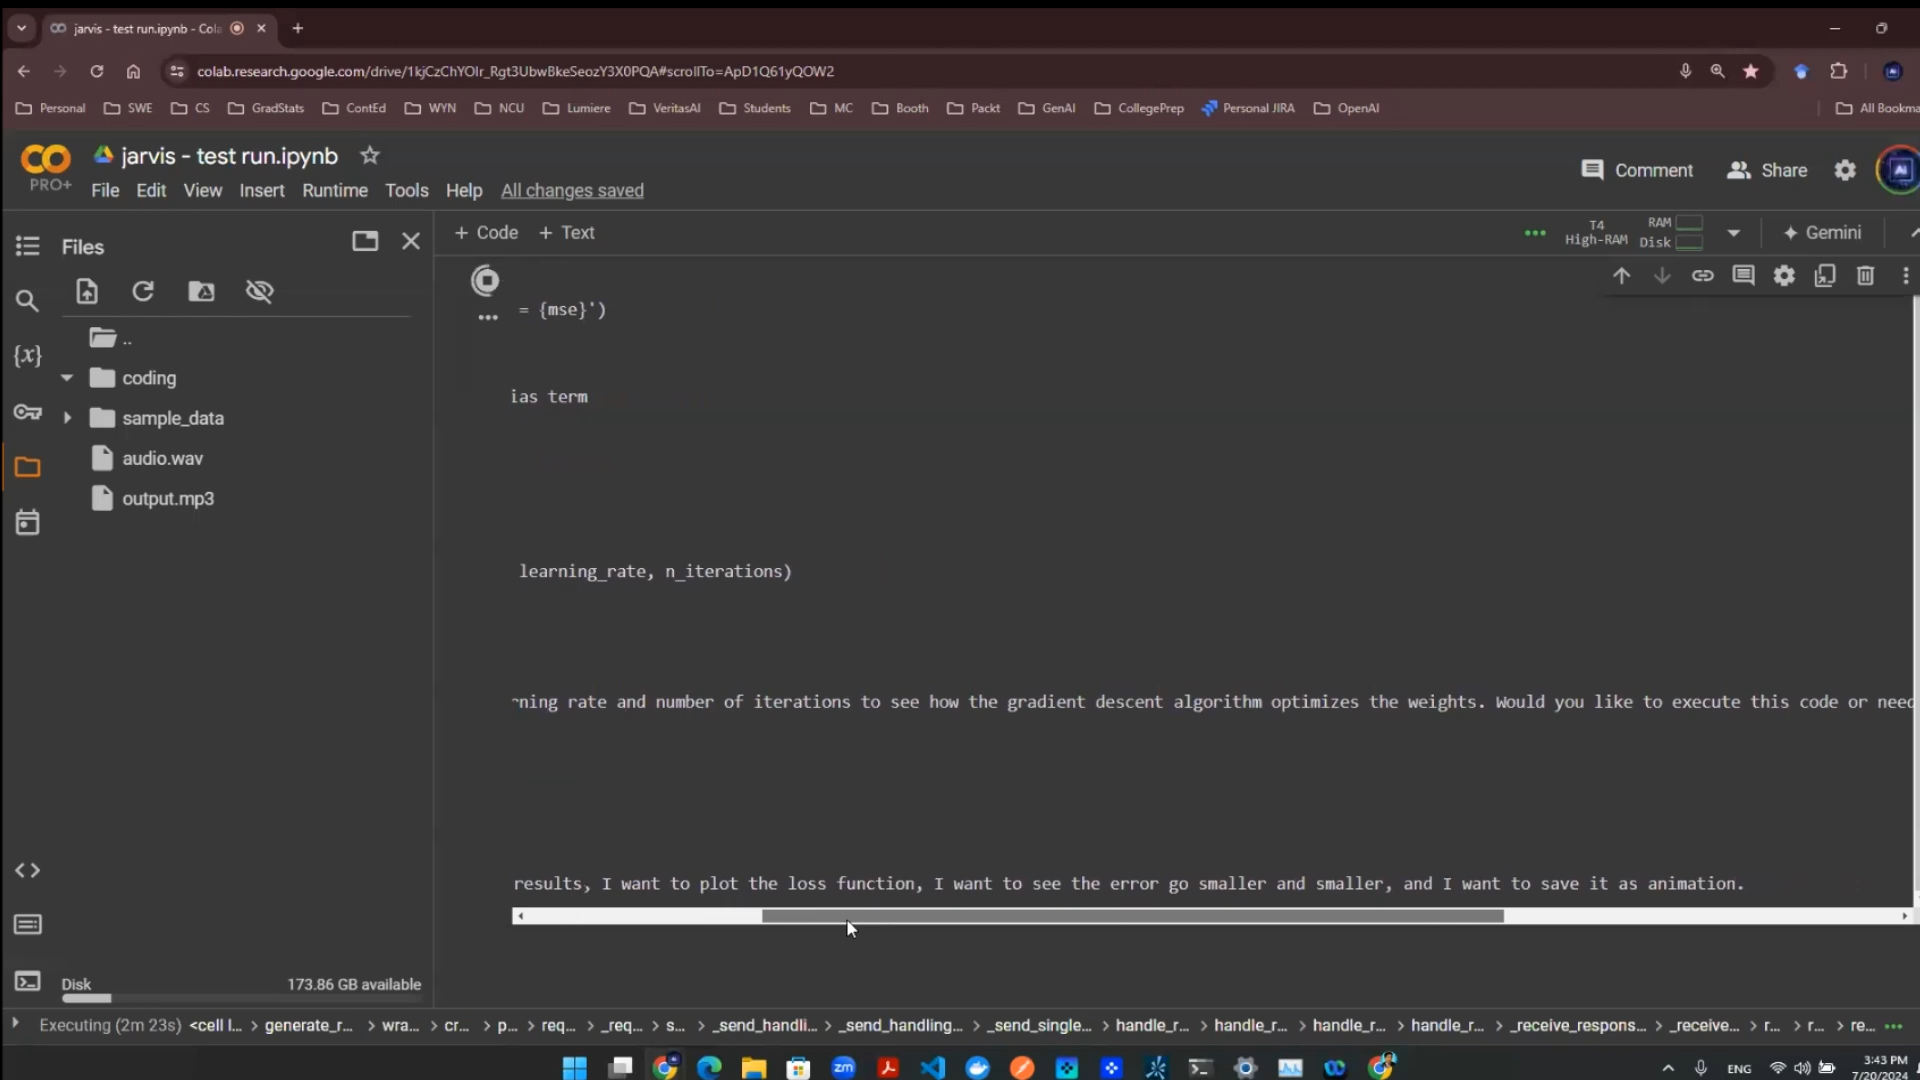 jarvis - test run.ipynb - Cola
colab.research.google.com/drive/1kjCzChYOIr_Rgt3UbwBkeSeozY3X0PQA#scrollTo=ApD1Q61yQOW2
Personal SWE CS GradStats ContEd WYN NCU Lumiere VeritasAI Students MC Booth Packt GenAI CollegePrep Personal JIRA OpenAI All Bookma
CO PRO+
jarvis - test run.ipynb
File Edit View Insert Runtime Tools Help All changes saved
Comment Share
Files
+ Code + Text
T4 High-RAM RAM Disk
Gemini
..
coding
sample_data
audio.wav
output.mp3
{x}
= {mse}')
ias term
learning_rate, n_iterations)
rning rate and number of iterations to see how the gradient descent algorithm optimizes the weights. Would you like to execute this code or need
results, I want to plot the loss function, I want to see the error go smaller and smaller, and I want to save it as animation.
Disk 173.86 GB available
Executing (2m 23s) <cell l... > generate_r... > wra... > cr... > p... > req... > _req... > s... > _send_handli... > _send_handling... > _send_single... > handle_r... > handle_r... > handle_r... > handle_r... > _receive_respons... > _receive... > r... > r... > re... •••
zm
ENG
3:43 PM
7/20/2024